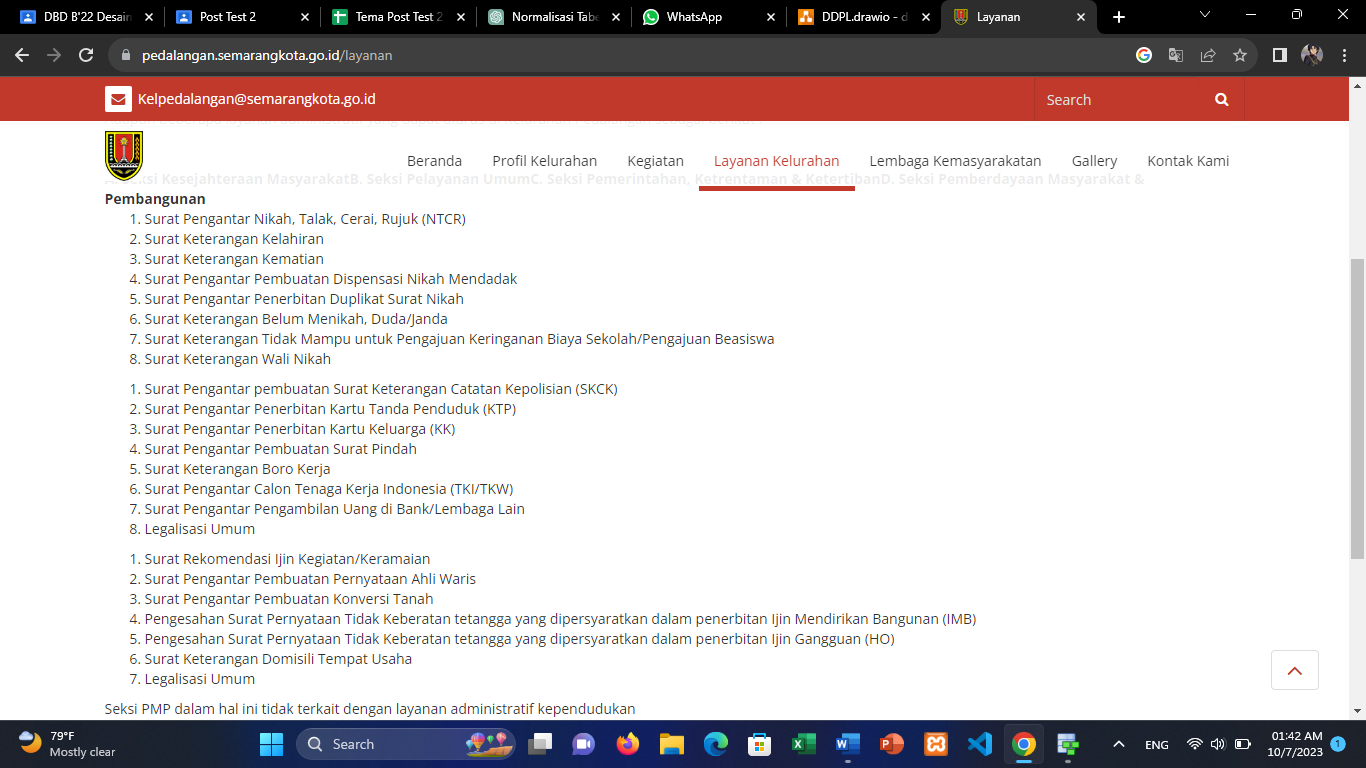 DBD B'22 Desain
Post Test 2
Tema Post Test 2
Normalisasi Tabe
WhatsApp
DDPL.drawio - d
Layanan
pedalangan.semarangkota.go.id/layanan
Kelpedalangan@semarangkota.go.id
Search
Beranda
Profil Kelurahan
Kegiatan
Layanan Kelurahan
Lembaga Kemasyarakatan
Gallery
Kontak Kami
Seksi Kesejahteraan MasyarakatB. Seksi Pelayanan UmumC. Seksi Pemerintahan, Ketrentaman & KetertibanD. Seksi Pemberdayaan Masyarakat &
Pembangunan
1. Surat Pengantar Nikah, Talak, Cerai, Rujuk (NTCR)
2. Surat Keterangan Kelahiran
3. Surat Keterangan Kematian
4. Surat Pengantar Pembuatan Dispensasi Nikah Mendadak
5. Surat Pengantar Penerbitan Duplikat Surat Nikah
6. Surat Keterangan Belum Menikah, Duda/Janda
7. Surat Keterangan Tidak Mampu untuk Pengajuan Keringanan Biaya Sekolah/Pengajuan Beasiswa
8. Surat Keterangan Wali Nikah
1. Surat Pengantar pembuatan Surat Keterangan Catatan Kepolisian (SKCK)
2. Surat Pengantar Penerbitan Kartu Tanda Penduduk (KTP)
3. Surat Pengantar Penerbitan Kartu Keluarga (KK)
4. Surat Pengantar Pembuatan Surat Pindah
5. Surat Keterangan Boro Kerja
6. Surat Pengantar Calon Tenaga Kerja Indonesia (TKI/TKW)
7. Surat Pengantar Pengambilan Uang di Bank/Lembaga Lain
8. Legalisasi Umum
1. Surat Rekomendasi Ijin Kegiatan/Keramaian
2. Surat Pengantar Pembuatan Pernyataan Ahli Waris
3. Surat Pengantar Pembuatan Konversi Tanah
4. Pengesahan Surat Pernyataan Tidak Keberatan tetangga yang dipersyaratkan dalam penerbitan Ijin Mendirikan Bangunan (IMB)
5. Pengesahan Surat Pernyataan Tidak Keberatan tetangga yang dipersyaratkan dalam penerbitan Ijin Gangguan (HO)
6. Surat Keterangan Domisili Tempat Usaha
7. Legalisasi Umum
Seksi PMP dalam hal ini tidak terkait dengan layanan administratif kependudukan
79°F
Mostly clear
Search
ENG
01:42 AM
10/7/2023
1